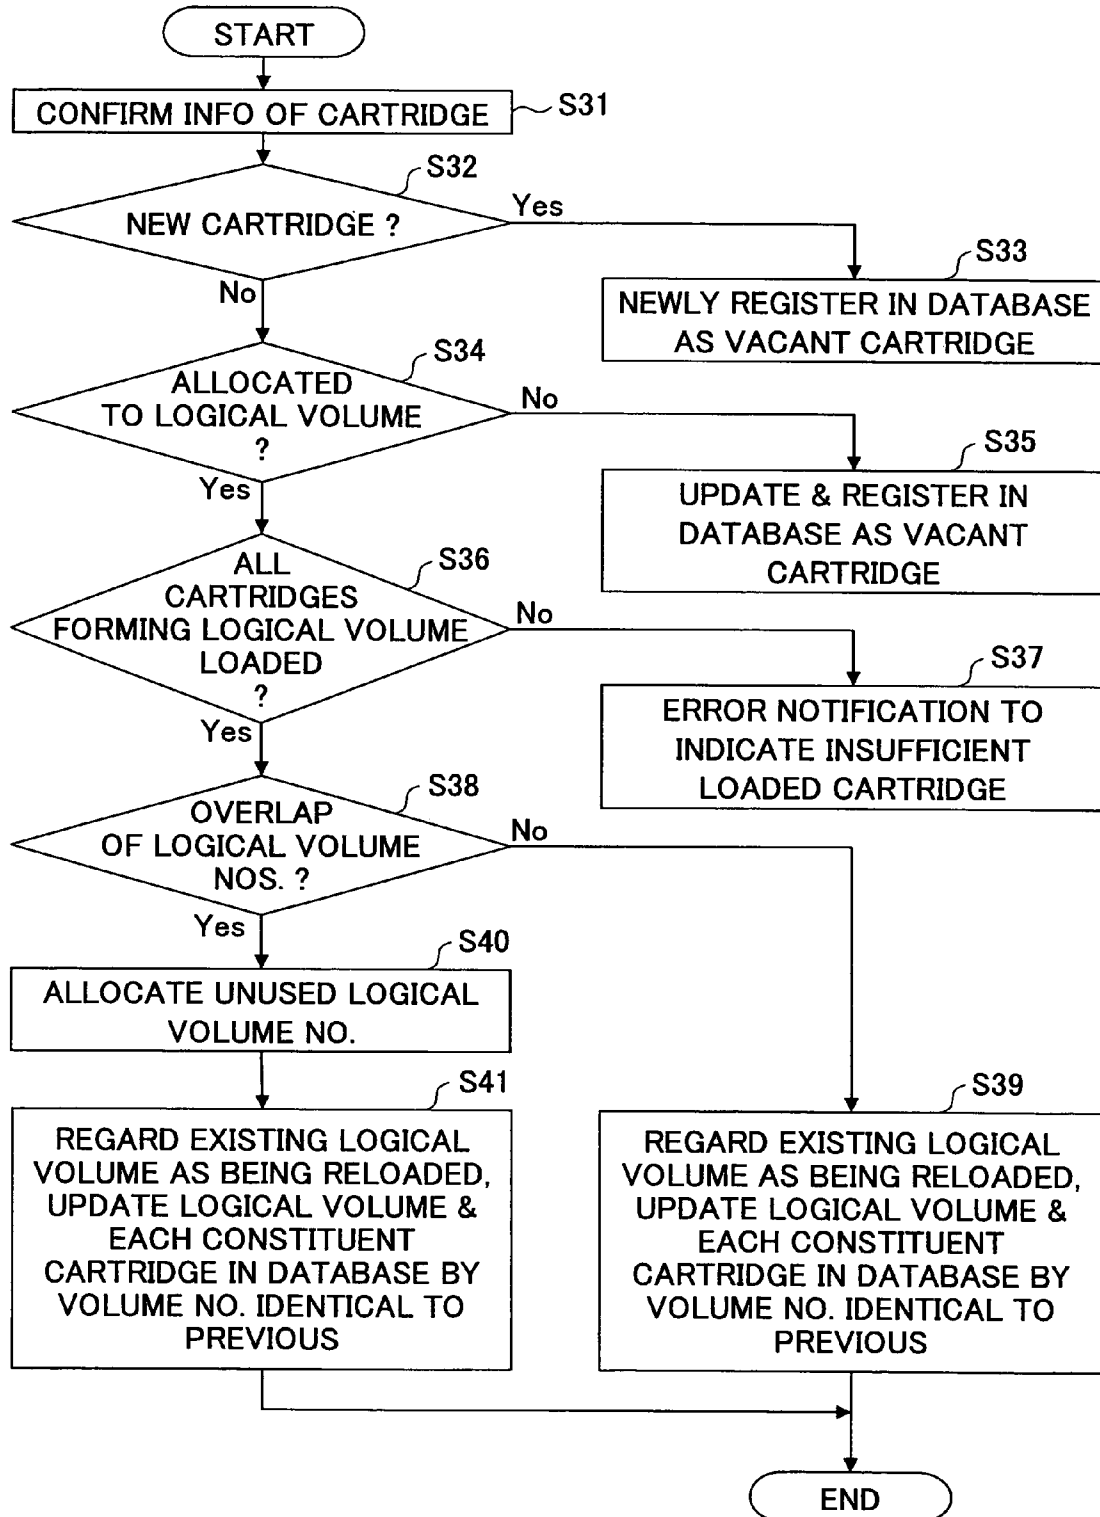 START
CONFIRM INFO OF CARTRIDGE
S31
S32
NEW CARTRIDGE ?
Yes
No
S33
NEWLY REGISTER IN DATABASE
AS VACANT CARTRIDGE
S34
ALLOCATED
TO LOGICAL VOLUME
?
No
Yes
S35
UPDATE & REGISTER IN
DATABASE AS VACANT
CARTRIDGE
S36
ALL
CARTRIDGES
FORMING LOGICAL VOLUME
LOADED
?
No
Yes
S37
ERROR NOTIFICATION TO
INDICATE INSUFFICIENT
LOADED CARTRIDGE
S38
OVERLAP
OF LOGICAL VOLUME
NOS. ?
No
Yes
S40
ALLOCATE UNUSED LOGICAL
VOLUME NO.
S41
REGARD EXISTING LOGICAL
VOLUME AS BEING RELOADED,
UPDATE LOGICAL VOLUME &
EACH CONSTITUENT
CARTRIDGE IN DATABASE BY
VOLUME NO. IDENTICAL TO
PREVIOUS
S39
REGARD EXISTING LOGICAL
VOLUME AS BEING RELOADED,
UPDATE LOGICAL VOLUME &
EACH CONSTITUENT
CARTRIDGE IN DATABASE BY
VOLUME NO. IDENTICAL TO
PREVIOUS
END